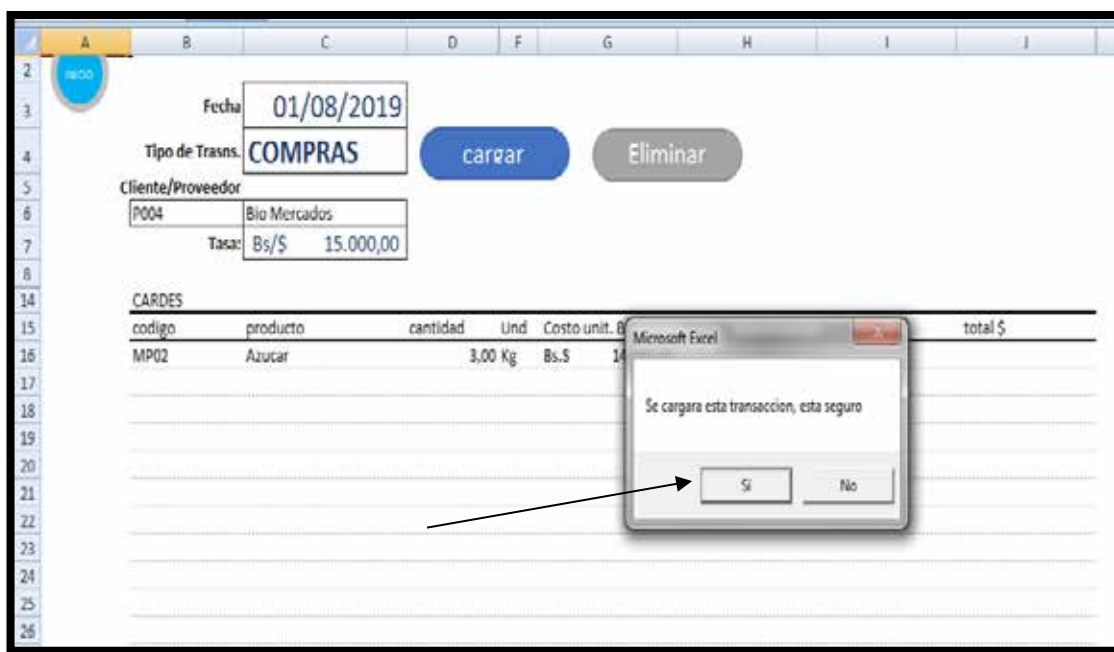 A B C D F G H I J
2 INICIO
3 Fecha 01/08/2019
4 Tipo de Trasns. COMPRAS cargar Eliminar
5 Cliente/Proveedor
6 P004 Bio Mercados
7 Tasa: Bs/$ 15.000,00
8
14 CARDES
15 codigo producto cantidad Und Costo unit. B total $
16 MP02 Azucar 3,00 Kg Bs.S 14
17
18
19
20
21
22
23
24
25
26
Microsoft Excel
Se cargara esta transaccion, esta seguro
Sí No